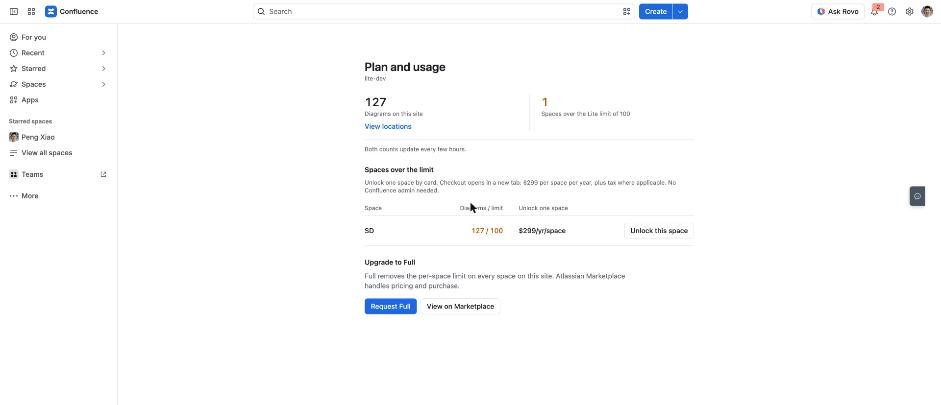 Confluence
Search
Create
Ask Rovo
2
For you
Recent
Starred
Spaces
Apps
Starred spaces
Peng Xiao
View all spaces
Teams
More
Plan and usage
lite-dev
127
Diagrams on this site
View locations
1
Spaces over the Lite limit of 100
Both counts update every few hours.
Spaces over the limit
Unlock one space by card. Checkout opens in a new tab: $299 per space per year, plus tax where applicable. No
Confluence admin needed.
Space
/ limit
Unlock one space
SD
127 / 100
$299/yr/space
Unlock this space
Upgrade to Full
Full removes the per-space limit on every space on this site. Atlassian Marketplace
handles pricing and purchase.
Request Full
View on Marketplace